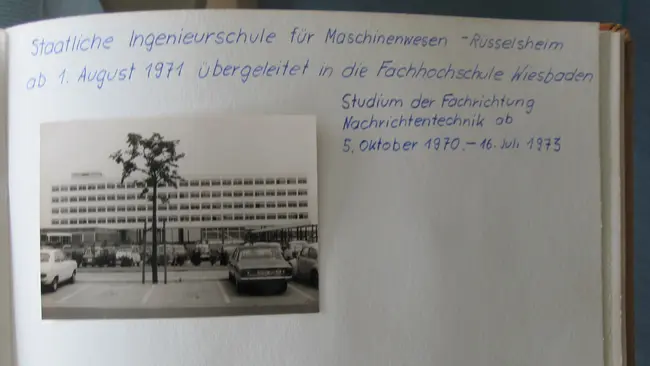 Staatliche Ingenieurschule für Maschinenwesen - Rüsselsheim
ab 1. August 1971 übergeleitet in die Fachhochschule Wiesbaden
Studium der Fachrichtung
Nachrichtentechnik ab
5. Oktober 1970.- 16. Juli 1973